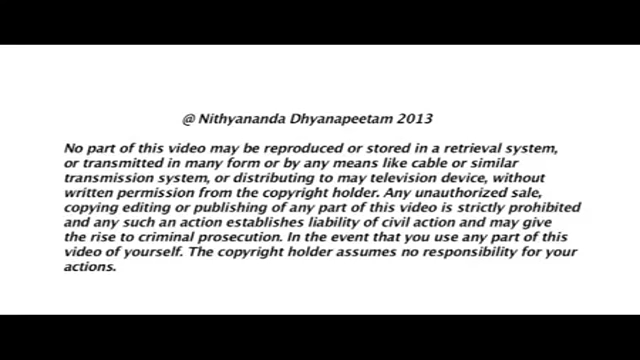 @ Nithyananda Dhyanapeetam 2013
No part of this video may be reproduced or stored in a retrieval system,
or transmitted in many form or by any means like cable or similar
transmission system, or distributing to may television device, without
written permission from the copyright holder. Any unauthorized sale,
copying editing or publishing of any part of this video is strictly prohibited
and any such an action establishes liability of civil action and may give
the rise to criminal prosecution. In the event that you use any part of this
video of yourself. The copyright holder assumes no responsibility for your
actions.